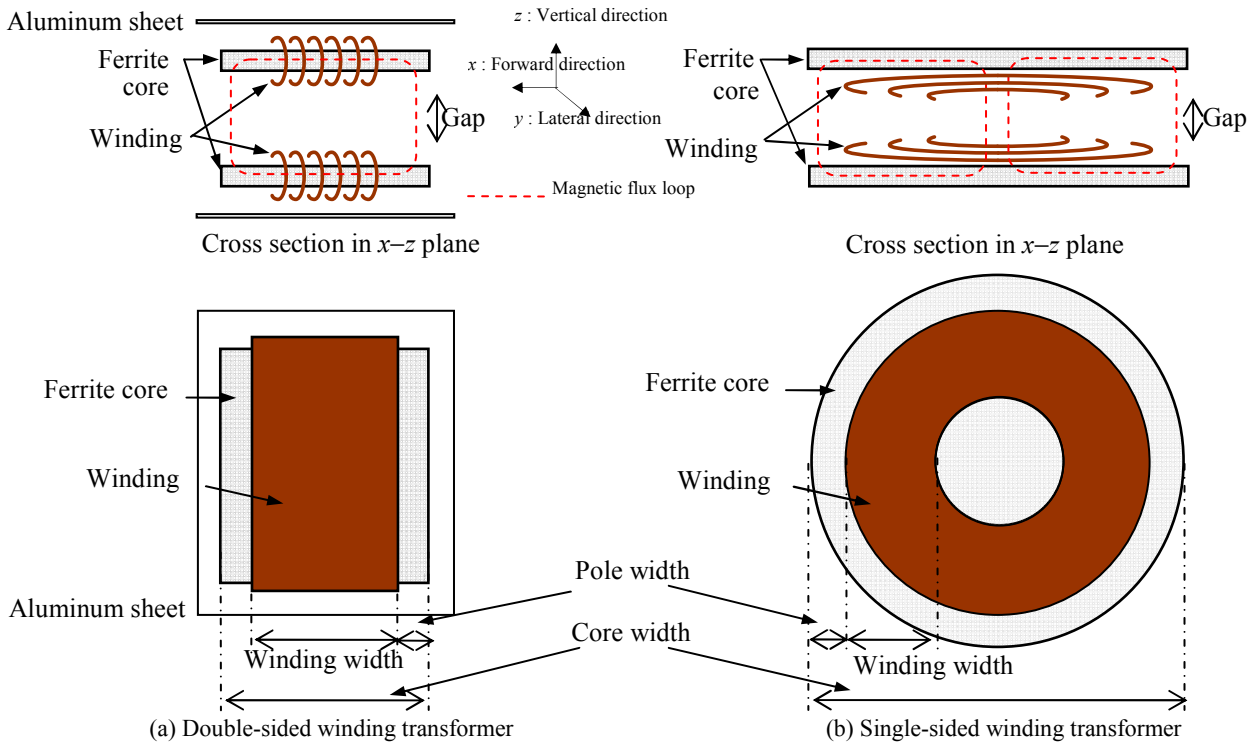 Aluminum sheet
Ferrite
core
Winding
z : Vertical direction
x : Forward direction
y : Lateral direction
Gap
Magnetic flux loop
Cross section in x–z plane
Ferrite
core
Winding
Gap
Cross section in x–z plane
Ferrite core
Winding
Aluminum sheet
Winding width
Pole width
Core width
Ferrite core
Winding
Winding width
(a) Double-sided winding transformer
(b) Single-sided winding transformer